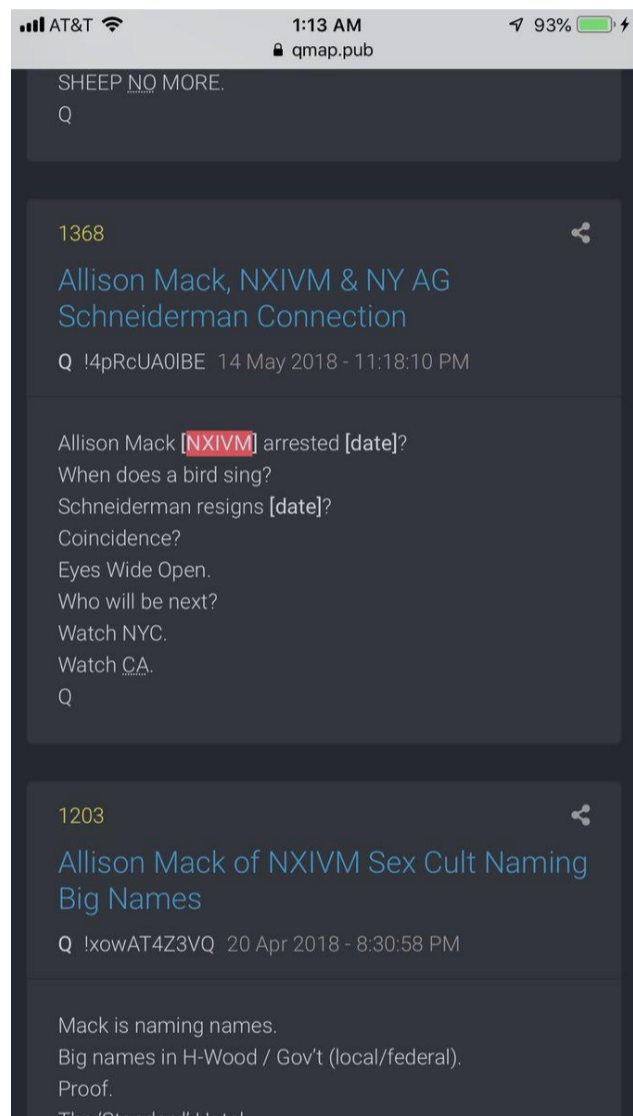 AT&T 1:13 AM 93%
qmap.pub
SHEEP NO MORE.
Q
1368
Allison Mack, NXIVM & NY AG
Schneiderman Connection
Q !4pRcUA0lBE 14 May 2018 - 11:18:10 PM
Allison Mack [NXIVM] arrested [date]?
When does a bird sing?
Schneiderman resigns [date]?
Coincidence?
Eyes Wide Open.
Who will be next?
Watch NYC.
Watch CA.
Q
1203
Allison Mack of NXIVM Sex Cult Naming
Big Names
Q !xowAT4Z3VQ 20 Apr 2018 - 8:30:58 PM
Mack is naming names.
Big names in H-Wood / Gov't (local/federal).
Proof.